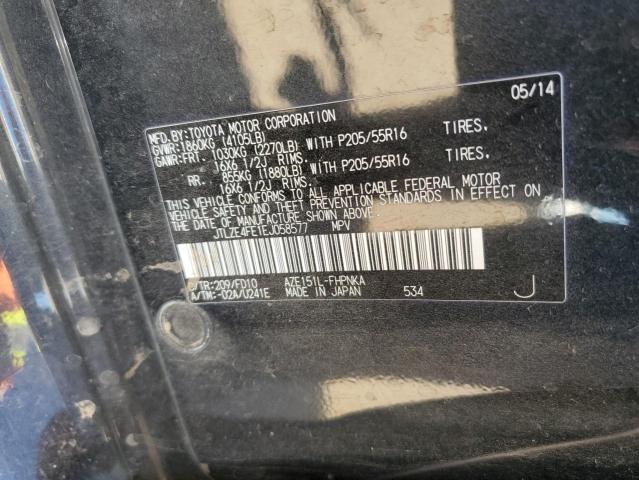 MFD.BY:TOYOTA MOTOR CORPORATION 05/14
GVWR:1860KG (4105LB)
GAWR:FRT. 1030KG (2270LB) WITH P205/55R16 TIRES.
16X6 1/2J RIMS.
RR. 855KG (1880LB) WITH P205/55R16 TIRES.
16X6 1/2J RIMS.
THIS VEHICLE CONFORMS TO ALL APPLICABLE FEDERAL MOTOR
VEHICLE SAFETY AND THEFT PREVENTION STANDARDS IN EFFECT ON
THE DATE OF MANUFACTURE SHOWN ABOVE.
JTLZE4FE1EJ058577 MPV
C/TR:209/FD10 AZE151L-FHPNKA
A/TM:-02A/U241E MADE IN JAPAN 534 J